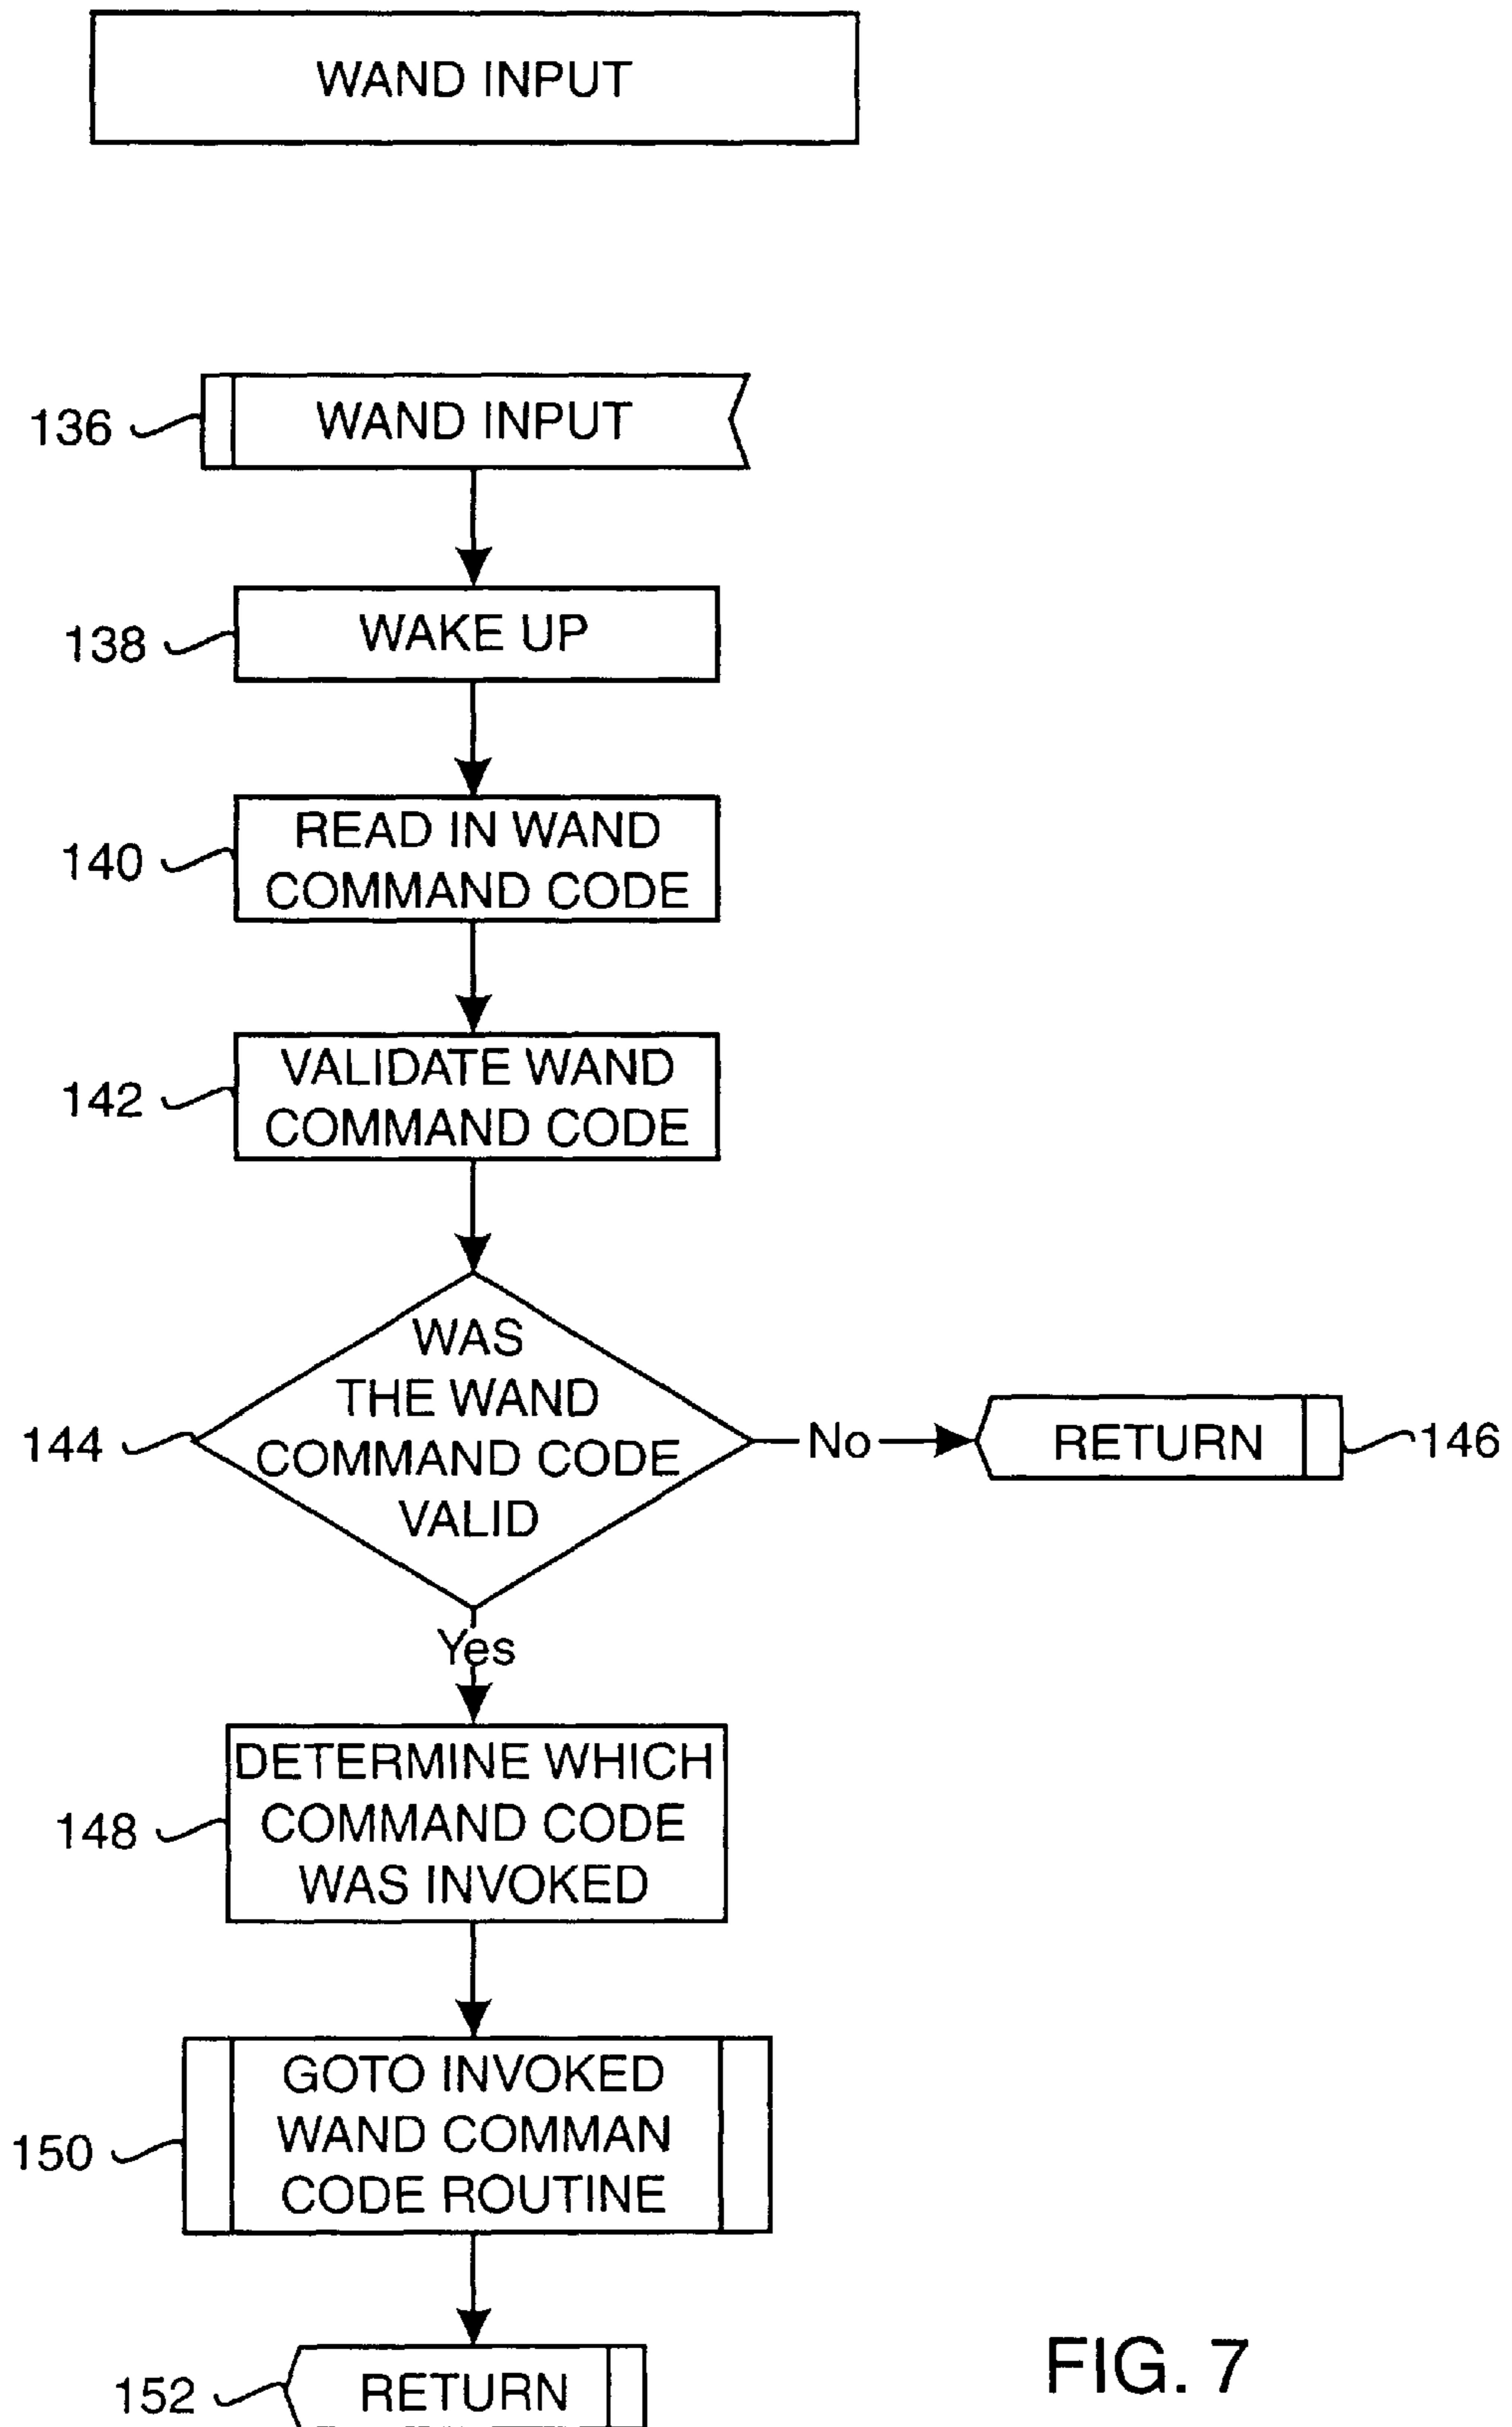 WAND INPUT
136
WAND INPUT
138
WAKE UP
140
READ IN WAND
COMMAND CODE
142
VALIDATE WAND
COMMAND CODE
144
WAS
THE WAND
COMMAND CODE
VALID
No
RETURN
146
Yes
148
DETERMINE WHICH
COMMAND CODE
WAS INVOKED
150
GOTO INVOKED
WAND COMMAN
CODE ROUTINE
152
RETURN
FIG. 7